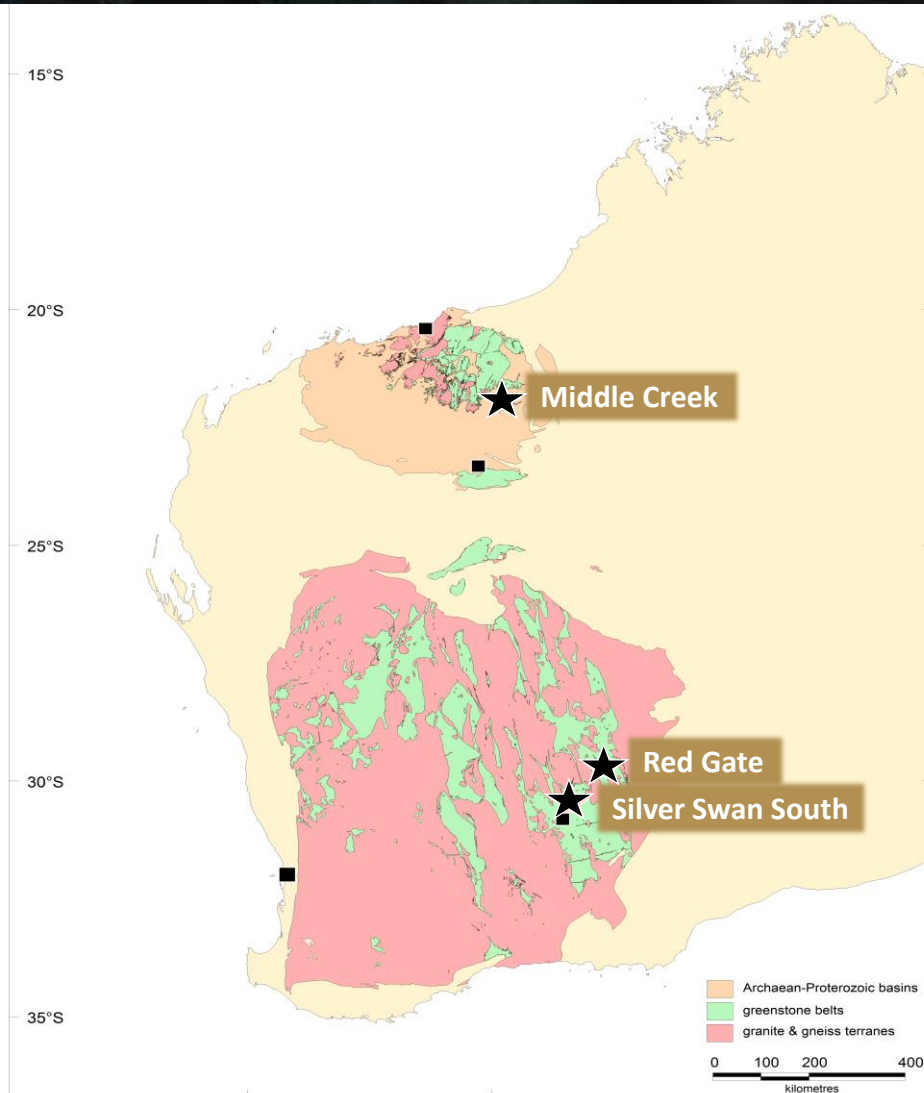 15°S
20°S
Middle Creek
25°S
Red Gate
30°S
Silver Swan South
Archaean-Proterozoic basins
greenstone belts
35°S
granite & gneiss terranes
0 100 200 400
kilometres